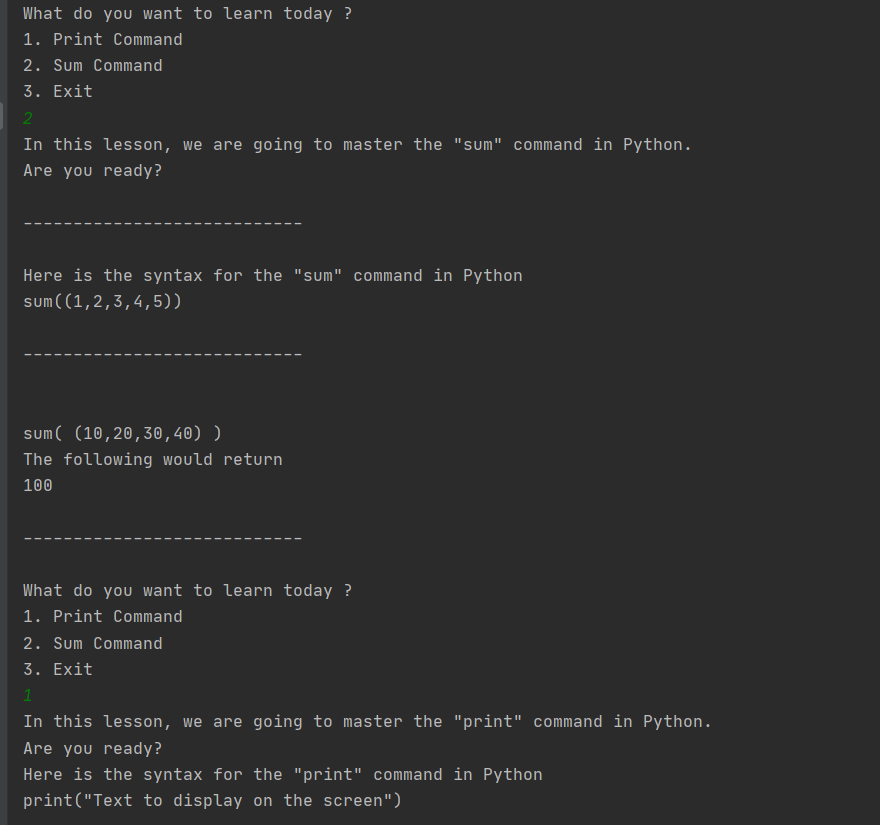 What do you want to learn today ?
1. Print Command
2. Sum Command
3. Exit
2
In this lesson, we are going to master the "sum" command in Python.
Are you ready?
----------------------------
Here is the syntax for the "sum" command in Python
sum((1,2,3,4,5))
----------------------------
sum( (10,20,30,40) )
The following would return
100
----------------------------
What do you want to learn today ?
1. Print Command
2. Sum Command
3. Exit
1
In this lesson, we are going to master the "print" command in Python.
Are you ready?
Here is the syntax for the "print" command in Python
print("Text to display on the screen")